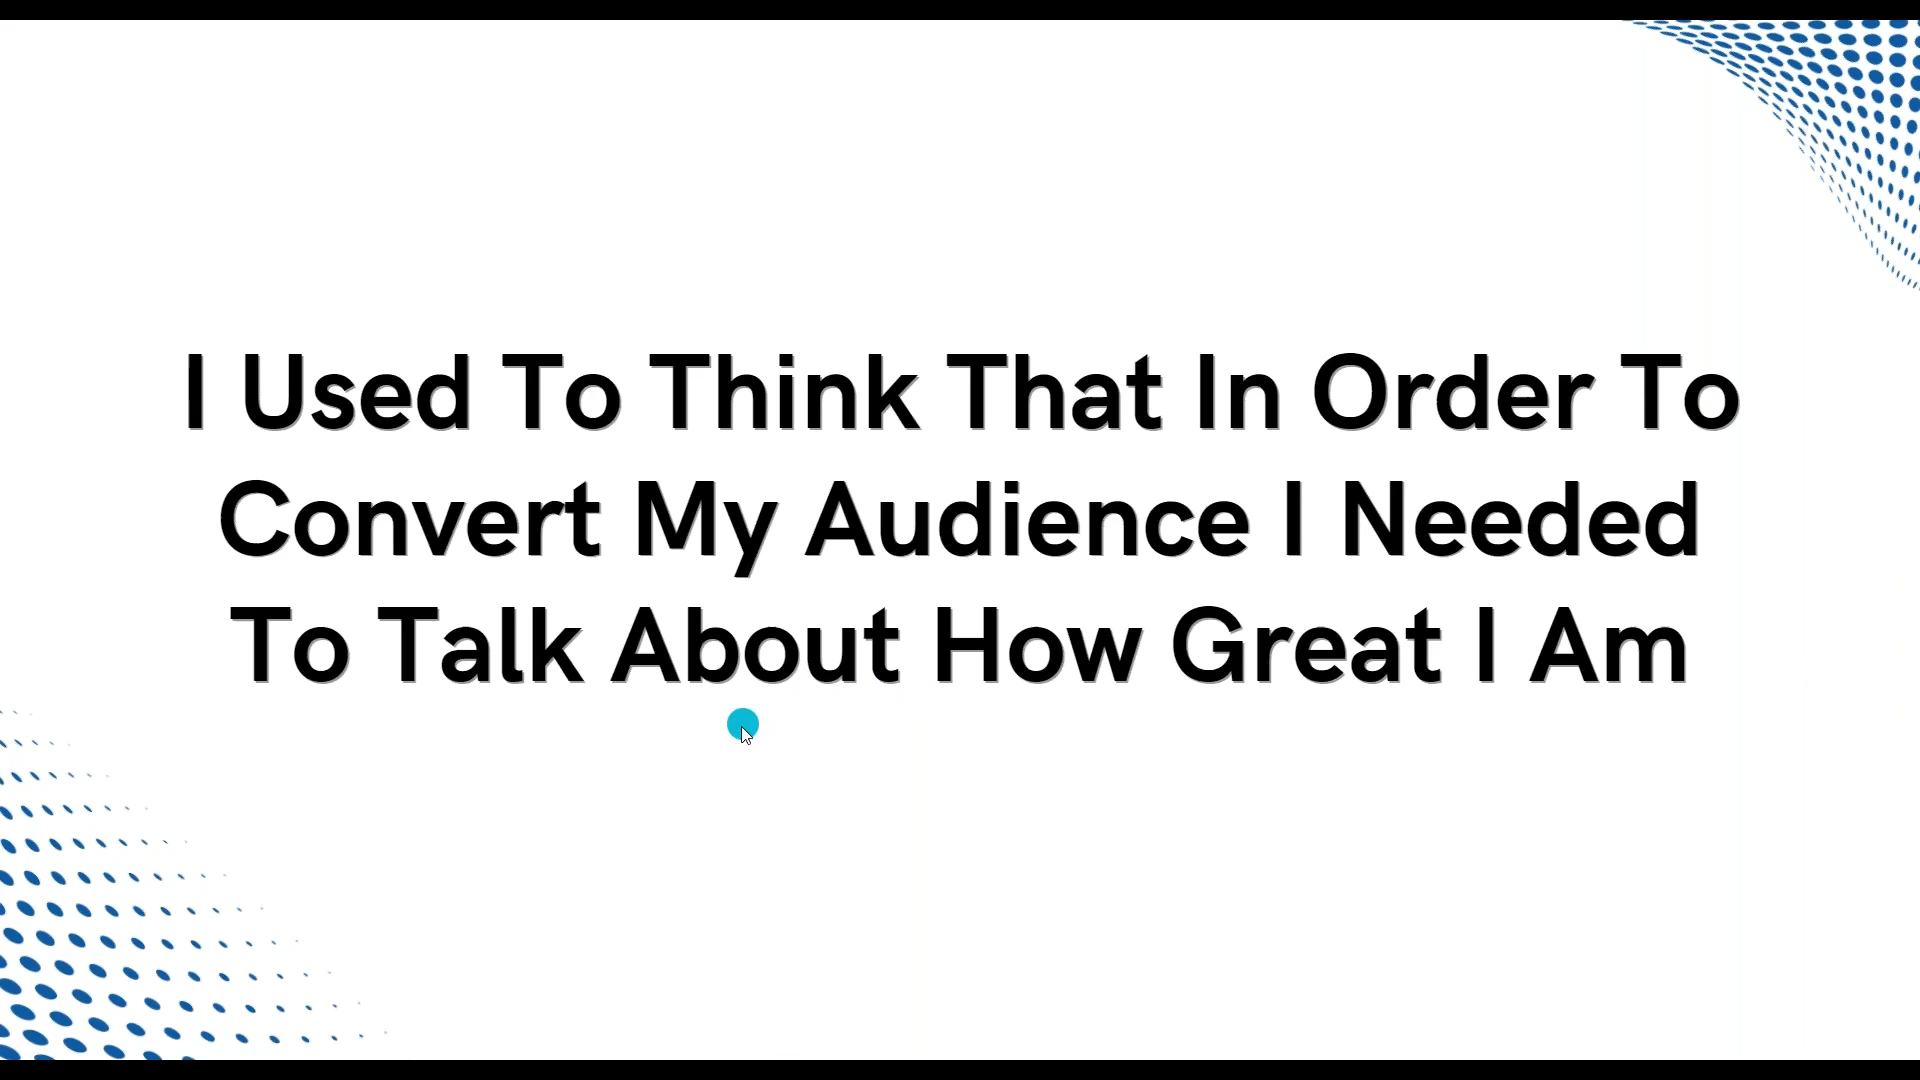 I Used To Think That In Order To
Convert My Audience I Needed
To Talk About How Great I Am